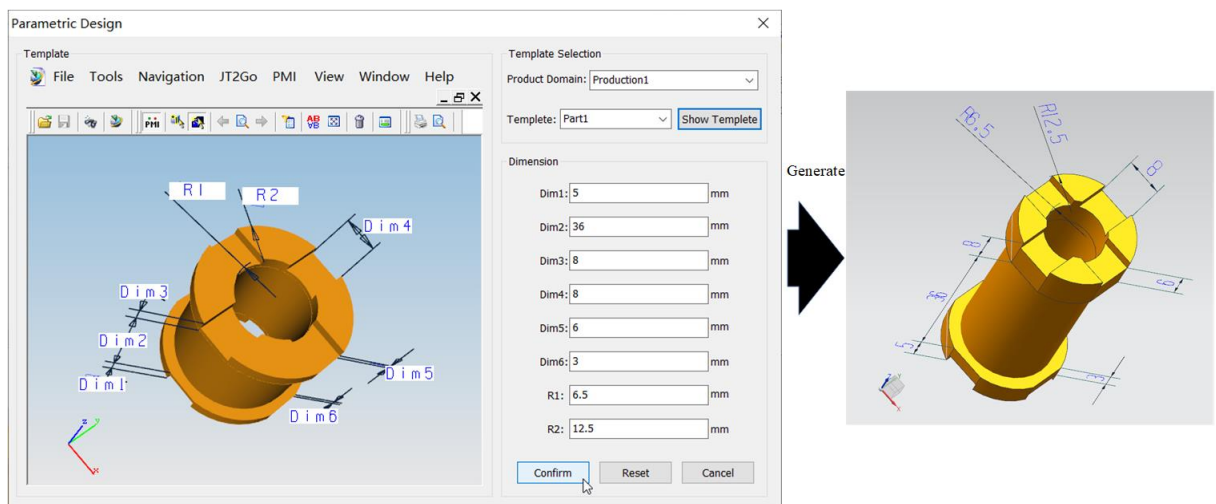 Parametric Design
Template
File Tools Navigation JT2Go PMI View Window Help
PMI
AB
R1
R2
Dim4
Dim3
Dim2
Dim1
Dim5
Dim6
z
y
x
Template Selection
Product Domain: Production1
Templete: Part1 Show Templete
Dimension
Dim1: 5 mm
Dim2: 36 mm
Dim3: 8 mm
Dim4: 8 mm
Dim5: 6 mm
Dim6: 3 mm
R1: 6.5 mm
R2: 12.5 mm
Confirm Reset Cancel
Generate
R6.5
R12.5
8
8
6
36
5
3
X